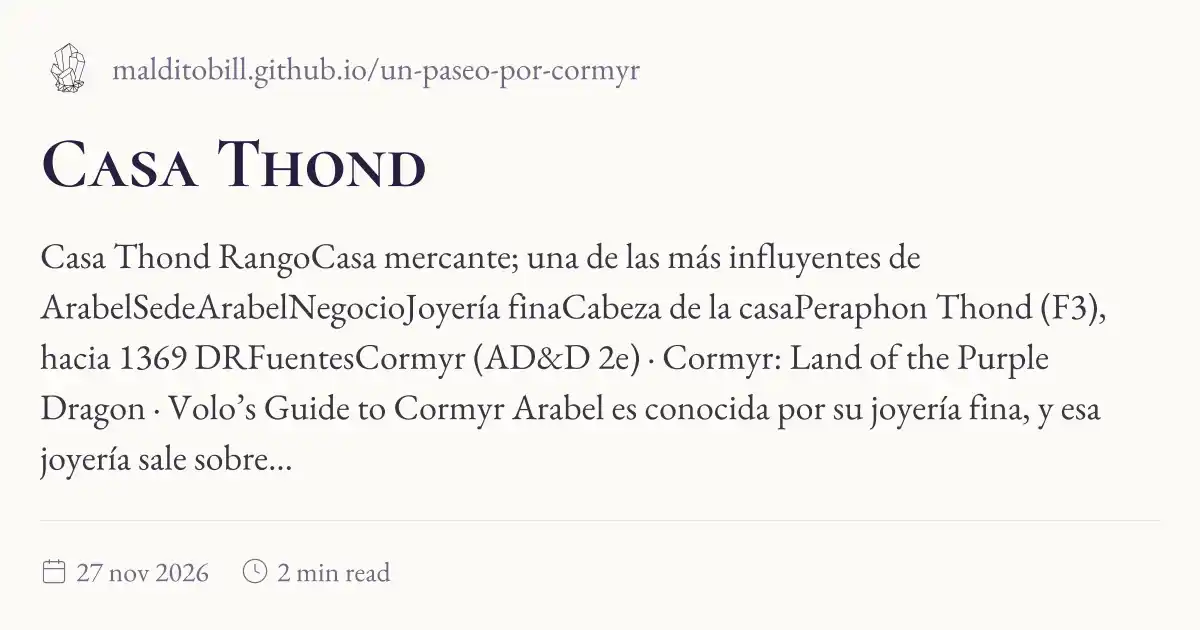 malditobill.github.io/un-paseo-por-cormyr
Casa Thond
Casa Thond RangoCasa mercante; una de las más influyentes de
ArabelSedeArabelNegocioJoyería finaCabeza de la casaPeraphon Thond (F3),
hacia 1369 DRFuentesCormyr (AD&D 2e) · Cormyr: Land of the Purple
Dragon · Volo’s Guide to Cormyr Arabel es conocida por su joyería fina, y esa
joyería sale sobre...
27 nov 2026
2 min read